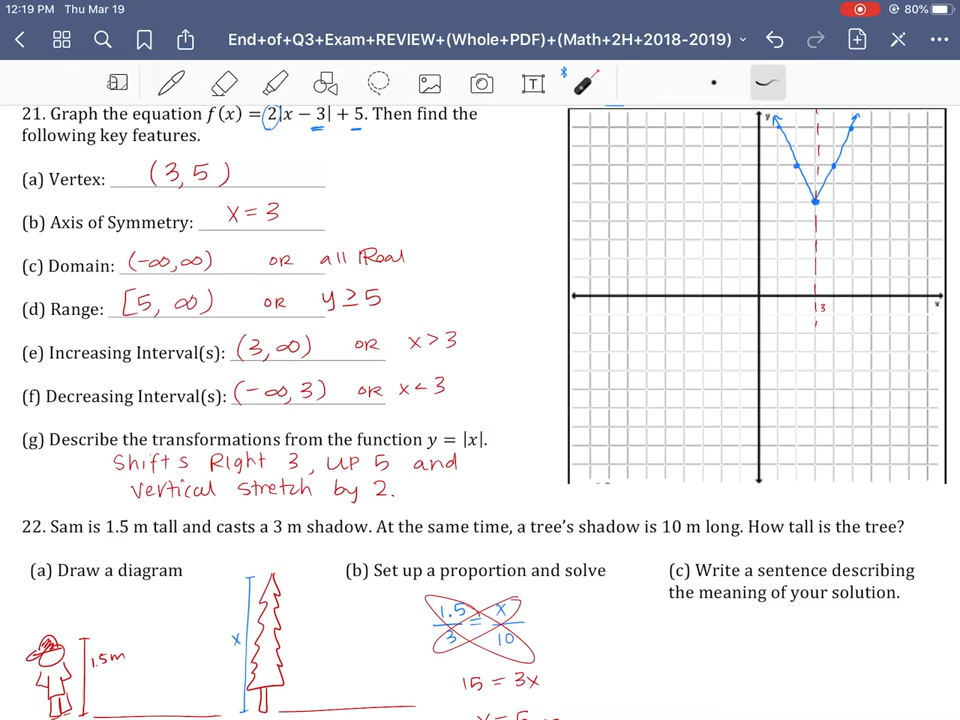 12:19 PM Thu Mar 19
80%
End+of+Q3+Exam+REVIEW+(Whole+PDF)+(Math+2H+2018-2019)
T
21. Graph the equation f(x) = 2|x − 3| + 5. Then find the
following key features.
(a) Vertex: (3,5)
(b) Axis of Symmetry: x = 3
(c) Domain: (-∞,∞) OR all Real
(d) Range: [5, ∞) OR y ≥ 5
(e) Increasing Interval(s): (3, ∞) OR x > 3
(f) Decreasing Interval(s): (-∞, 3) OR x < 3
(g) Describe the transformations from the function y = |x|.
Shifts Right 3, UP 5 and
vertical stretch by 2.
y
x
3
22. Sam is 1.5 m tall and casts a 3 m shadow. At the same time, a tree's shadow is 10 m long. How tall is the tree?
(a) Draw a diagram
1.5m
x
(b) Set up a proportion and solve
1.5/3 = x/10
15 = 3x
(c) Write a sentence describing
the meaning of your solution.